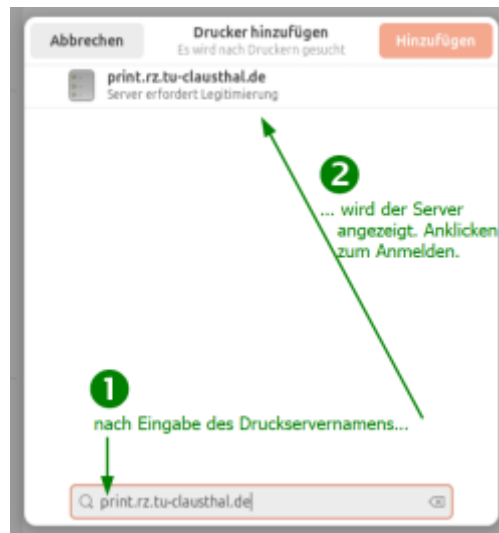 Abbrechen
Drucker hinzufügen
Es wird nach Druckern gesucht
Hinzufügen
print.rz.tu-clausthal.de
Server erfordert Legitimierung
2
... wird der Server
angezeigt. Anklicken
zum Anmelden.
1
nach Eingabe des Druckservernamens...
print.rz.tu-clausthal.de